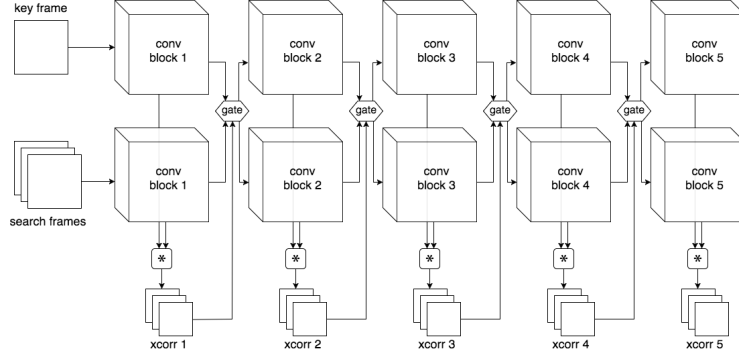 key frame
conv
block 1
conv
block 2
conv
block 3
conv
block 4
conv
block 5
gate
gate
gate
gate
conv
block 1
conv
block 2
conv
block 3
conv
block 4
conv
block 5
search frames
*
*
*
*
*
xcorr 1
xcorr 2
xcorr 3
xcorr 4
xcorr 5